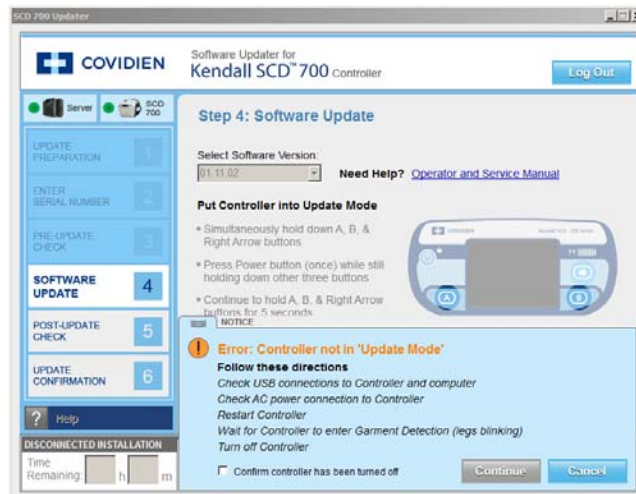 SCD 700 Updater
COVIDIEN
Software Updater for
Kendall SCD™ 700 Controller
Log Out
Server
SCD
700
UPDATE
PREPARATION
1
ENTER
SERIAL NUMBER
2
PRE-UPDATE
CHECK
3
SOFTWARE
UPDATE
4
POST-UPDATE
CHECK
5
UPDATE
CONFIRMATION
6
? Help
DISCONNECTED INSTALLATION
Time
Remaining: h m
Step 4: Software Update
Select Software Version:
01.11.02
Need Help? Operator and Service Manual
Put Controller into Update Mode
• Simultaneously hold down A, B, &
Right Arrow buttons
• Press Power button (once) while still
holding down other three buttons
• Continue to hold A, B, & Right Arrow
buttons for 5 seconds
COVIDIEN
A
B
NOTICE
! Error: Controller not in 'Update Mode'
Follow these directions
Check USB connections to Controller and computer
Check AC power connection to Controller
Restart Controller
Wait for Controller to enter Garment Detection (legs blinking)
Turn off Controller
Confirm controller has been turned off
Continue
Cancel